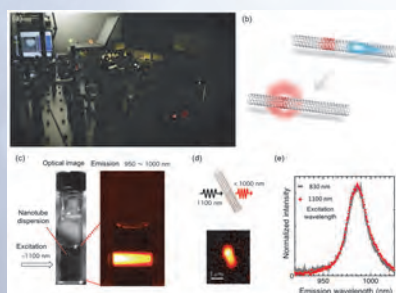 (b)
(c)
Optical image
Emission 950 ~ 1000 nm
Nanotube
dispersion
Excitation
~1100 nm
(d)
< 1000 nm
1100 nm
(e)
Normalized intensity
830 nm
1100 nm
Excitation
wavelength
950
1000
Emission wavelength (nm)